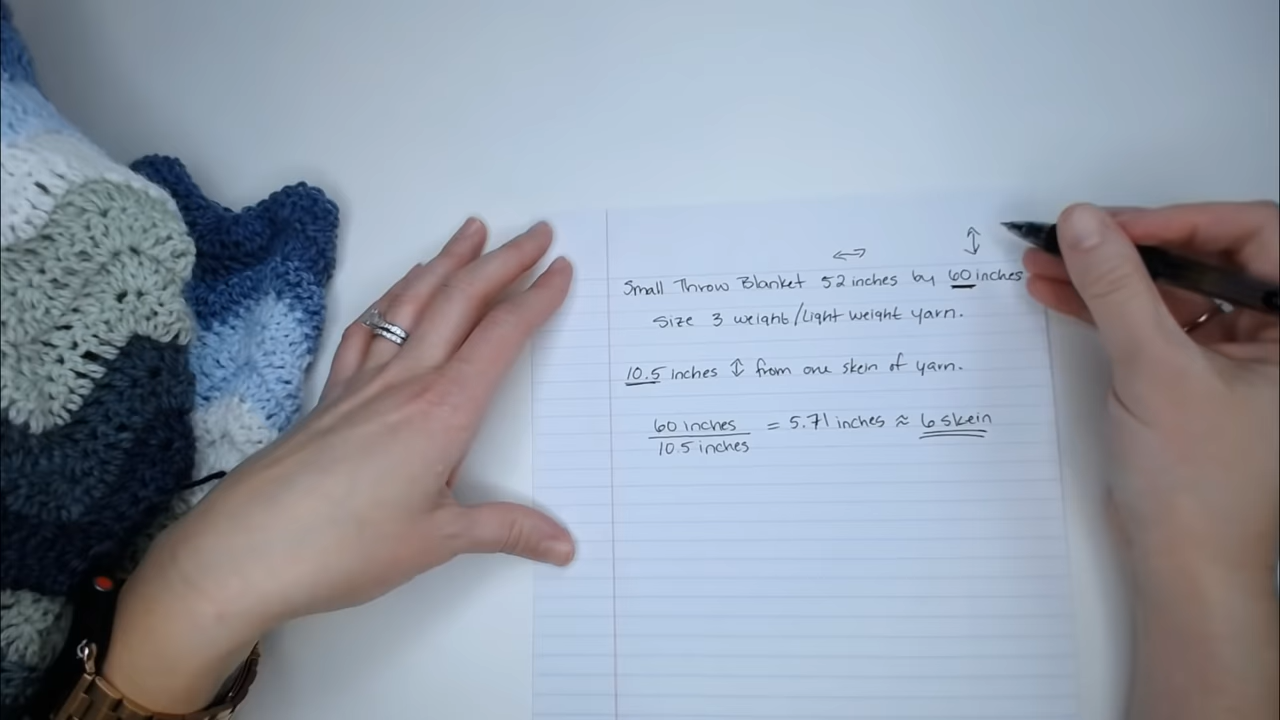 Small Throw Blanket 52 inches by 60 inches
Size 3 weight/Light weight yarn.
10.5 inches ↕ from one skein of yarn.
60 inches
10.5 inches
= 5.71 inches ≈ 6 skein